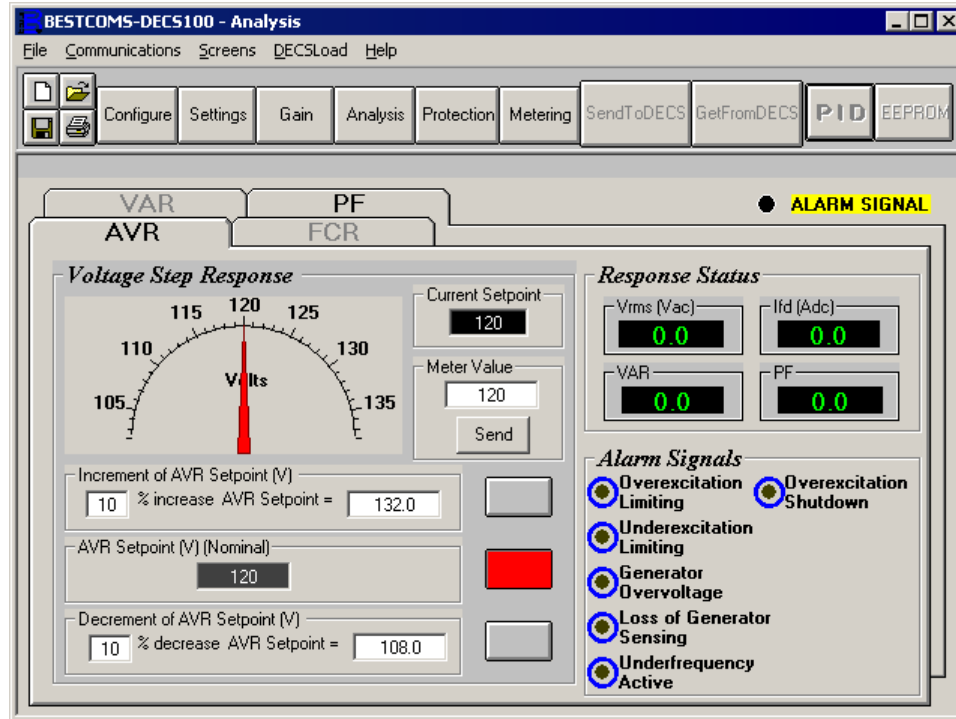 BESTCOMS-DECS100 - Analysis
File Communications Screens DECSLoad Help
Configure Settings Gain Analysis Protection Metering SendToDECS GetFromDECS PID EEPROM
VAR PF
ALARM SIGNAL
AVR FCR
Voltage Step Response
105 110 115 120 125 130 135
Volts
Current Setpoint
120
Meter Value
120
Send
Increment of AVR Setpoint (V)
10 % increase AVR Setpoint = 132.0
AVR Setpoint (V) (Nominal)
120
Decrement of AVR Setpoint (V)
10 % decrease AVR Setpoint = 108.0
Response Status
Vrms (Vac) Ifd (Adc)
0.0 0.0
VAR PF
0.0 0.0
Alarm Signals
Overexcitation
Limiting
Overexcitation
Shutdown
Underexcitation
Limiting
Generator
Overvoltage
Loss of Generator
Sensing
Underfrequency
Active